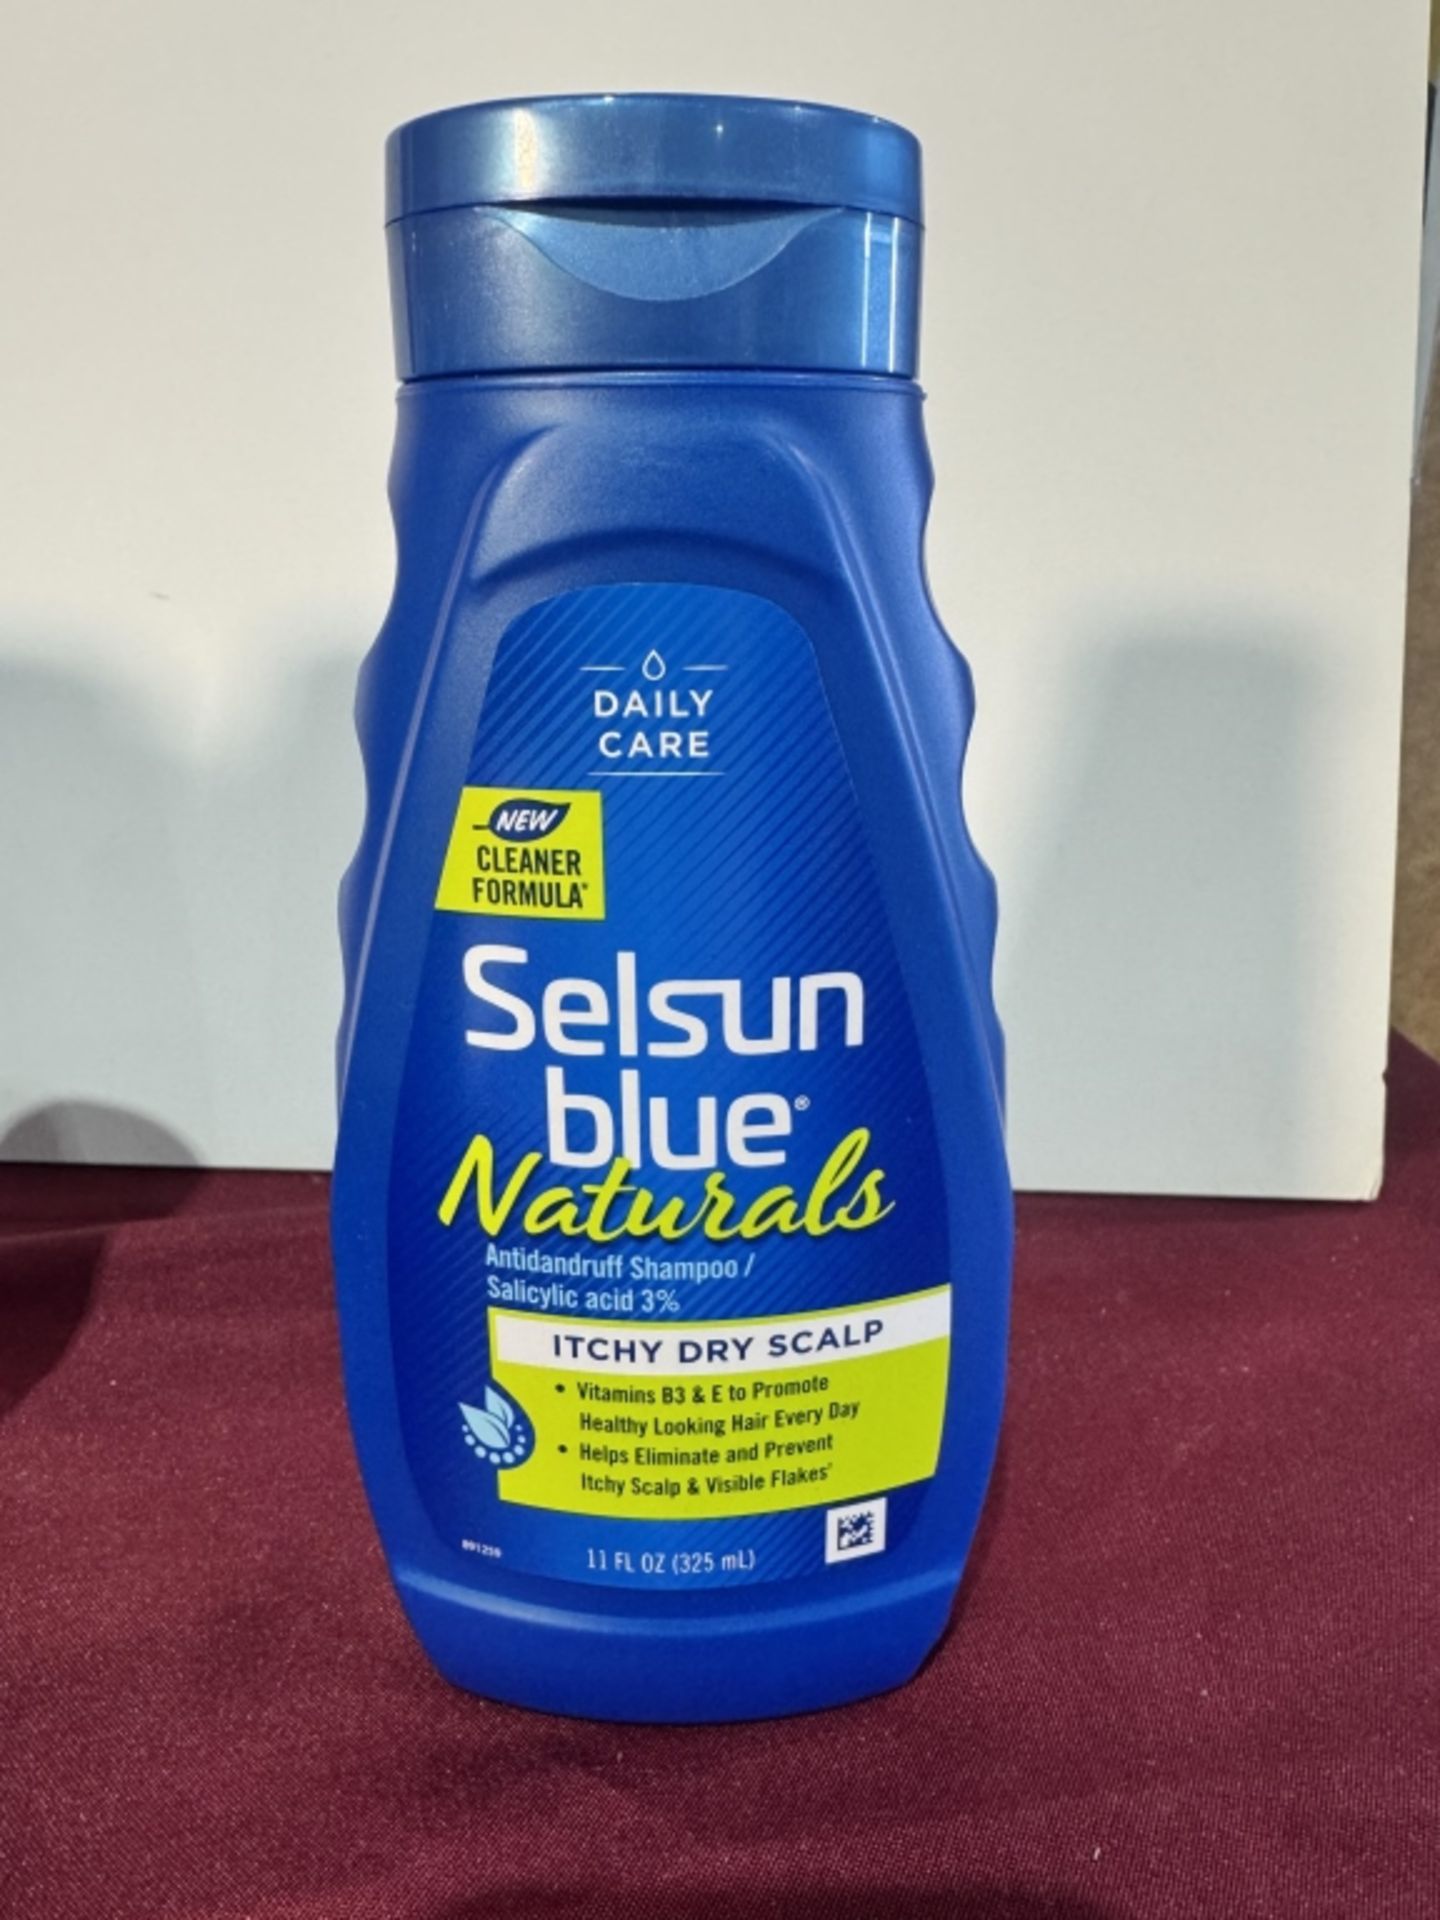 DAILY
CARE
NEW
CLEANER
FORMULA*
Selsun
blue®
Naturals
Antidandruff Shampoo /
Salicylic acid 3%
ITCHY DRY SCALP
• Vitamins B3 & E to Promote
Healthy Looking Hair Every Day
• Helps Eliminate and Prevent
Itchy Scalp & Visible Flakes†
11 FL OZ (325 mL)